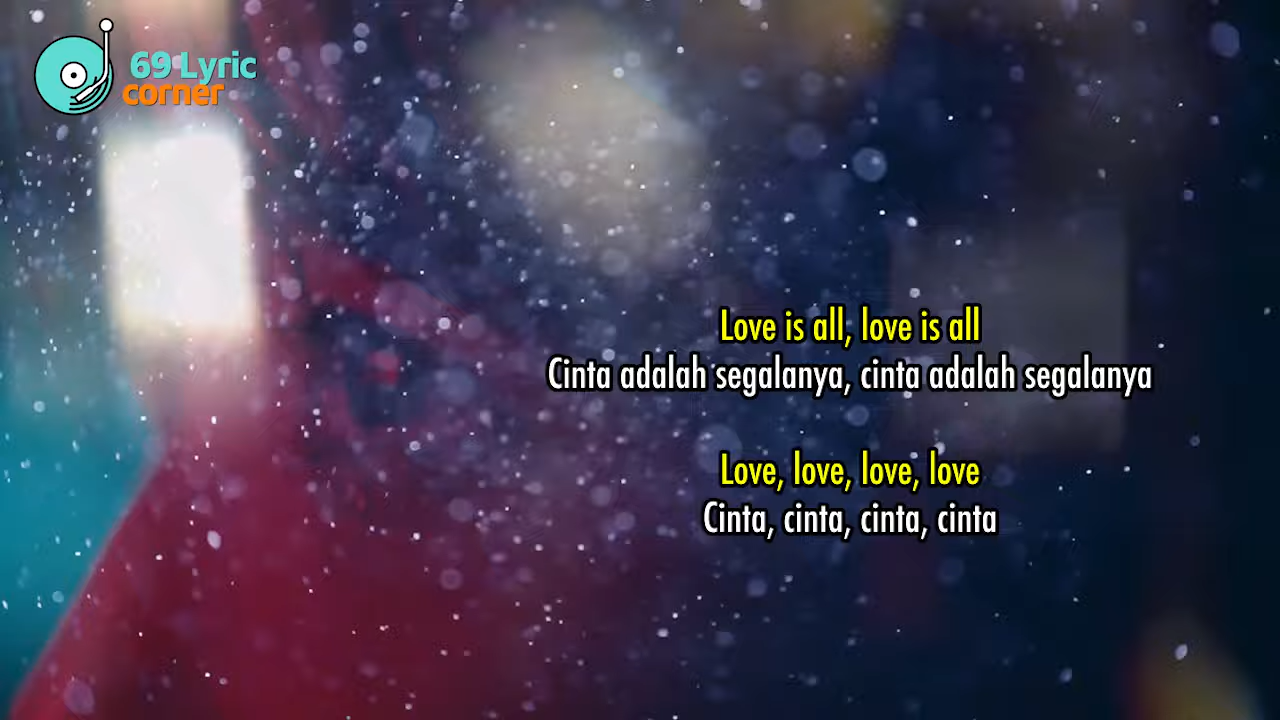 69 Lyric
corner
Love is all, love is all
Cinta adalah segalanya, cinta adalah segalanya
Love, love, love, love
Cinta, cinta, cinta, cinta